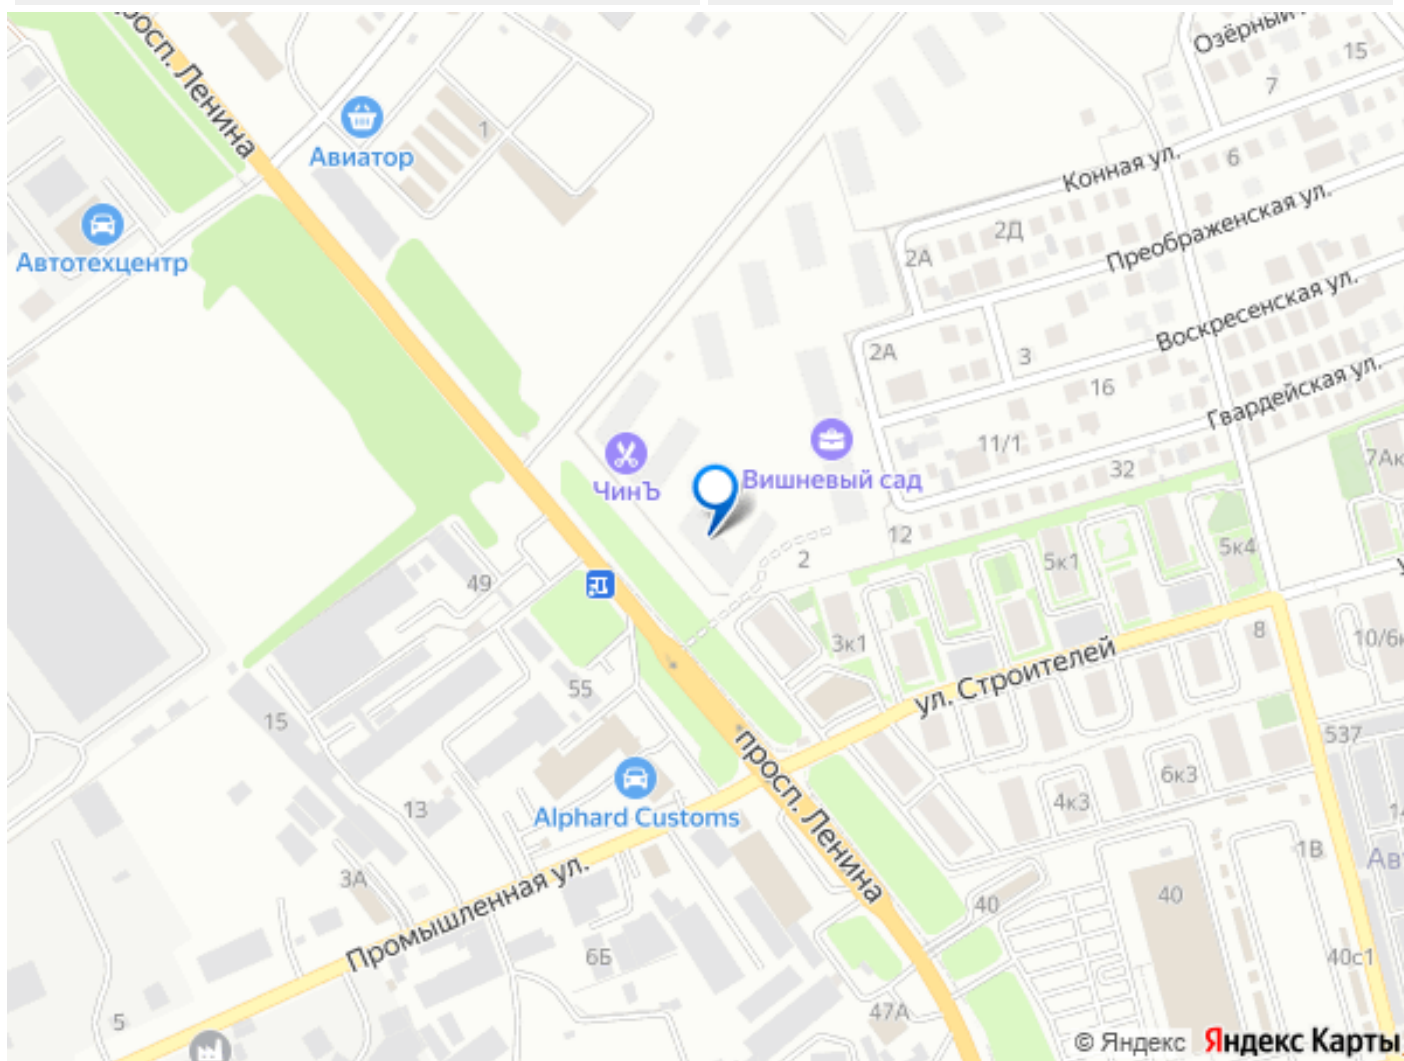 просп. Ленина
Озёрный
15
7
Авиатор
1
Конная ул.
6
Преображенская ул.
2Д
2А
Автотехцентр
Воскресенская ул.
2А
3
16
Гвардейская ул.
11/1
32
7Ак
ЧинЪ
Вишневый сад
12
2
5к1
5к4
49
3к1
8
10/6к
ул. Строителей
55
15
537
просп. Ленина
6к3
4к3
13
Alphard Customs
1В
Ав
3А
40
40
Промышленная ул.
6Б
40с1
47А
5
© Яндекс Яндекс Карты